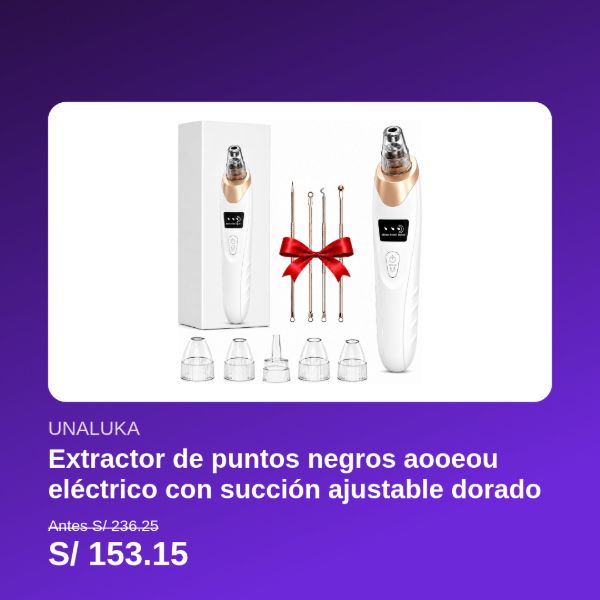 UNALUKA
Extractor de puntos negros aooeou
eléctrico con succión ajustable dorado
Antes S/ 236.25
S/ 153.15